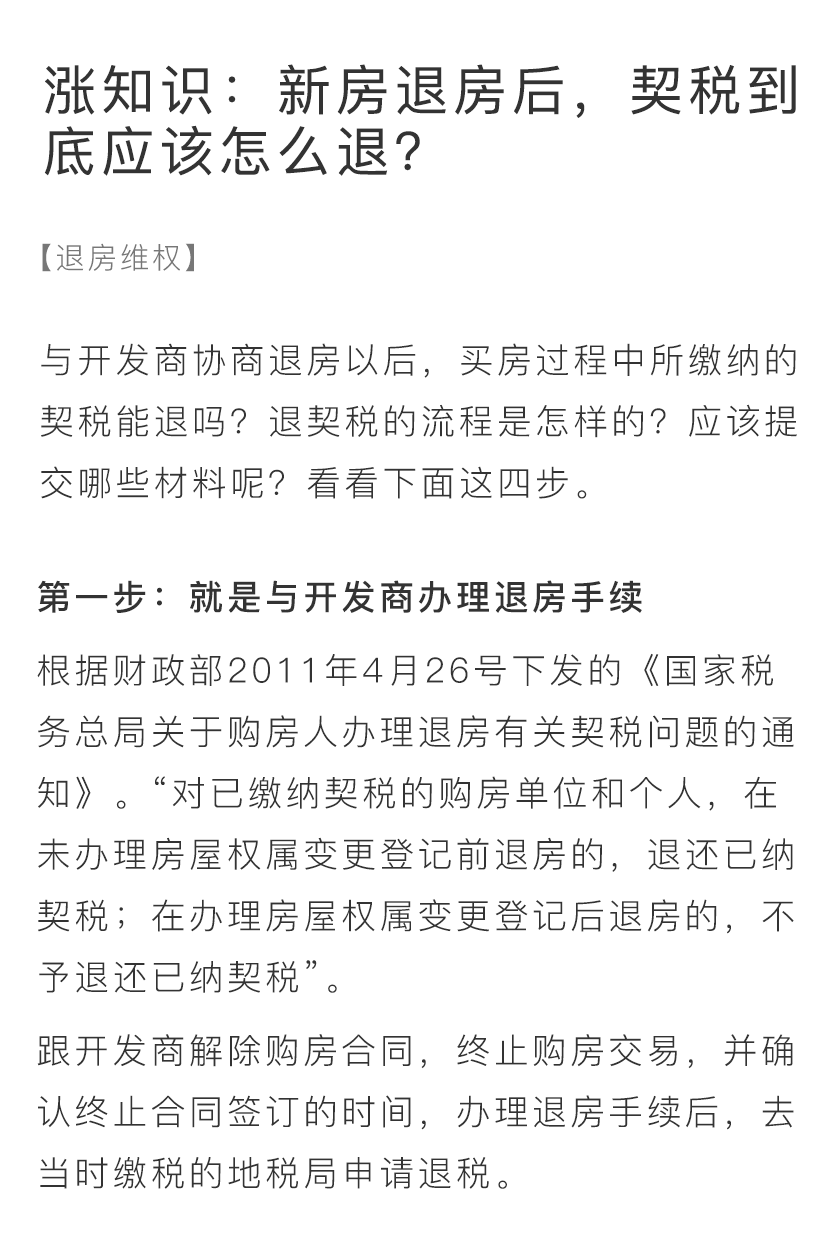 涨知识：新房退房后，契税到
底应该怎么退？
【退房维权】
与开发商协商退房以后，买房过程中所缴纳的
契税能退吗？退契税的流程是怎样的？应该提
交哪些材料呢？看看下面这四步。
第一步：就是与开发商办理退房手续
根据财政部2011年4月26号下发的《国家税
务总局关于购房人办理退房有关契税问题的通
知》。“对已缴纳契税的购房单位和个人，在
未办理房屋权属变更登记前退房的，退还已纳
契税；在办理房屋权属变更登记后退房的，不
予退还已纳契税”。
跟开发商解除购房合同，终止购房交易，并确
认终止合同签订的时间，办理退房手续后，去
当时缴税的地税局申请退税。